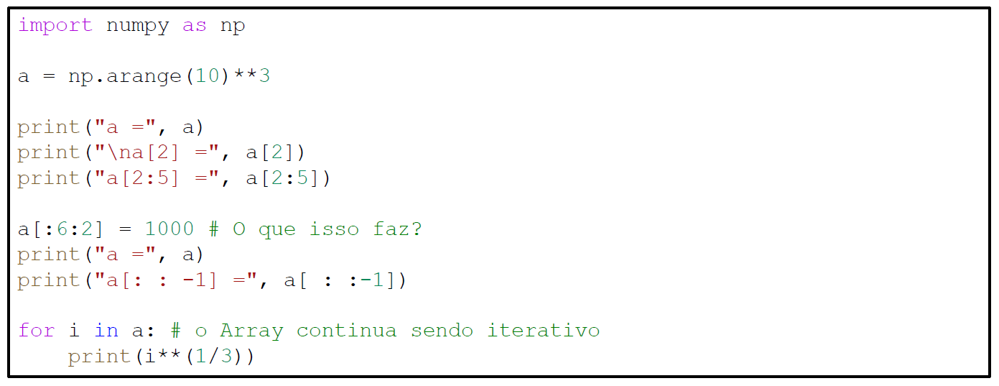 import numpy as np
a = np.arange(10)**3
print("a =", a)
print("\na[2] =", a[2])
print("a[2:5] =", a[2:5])
a[:6:2] = 1000 # O que isso faz?
print("a =", a)
print("a[: : -1] =", a[ : :-1])
for i in a: # o Array continua sendo iterativo
    print(i**(1/3))